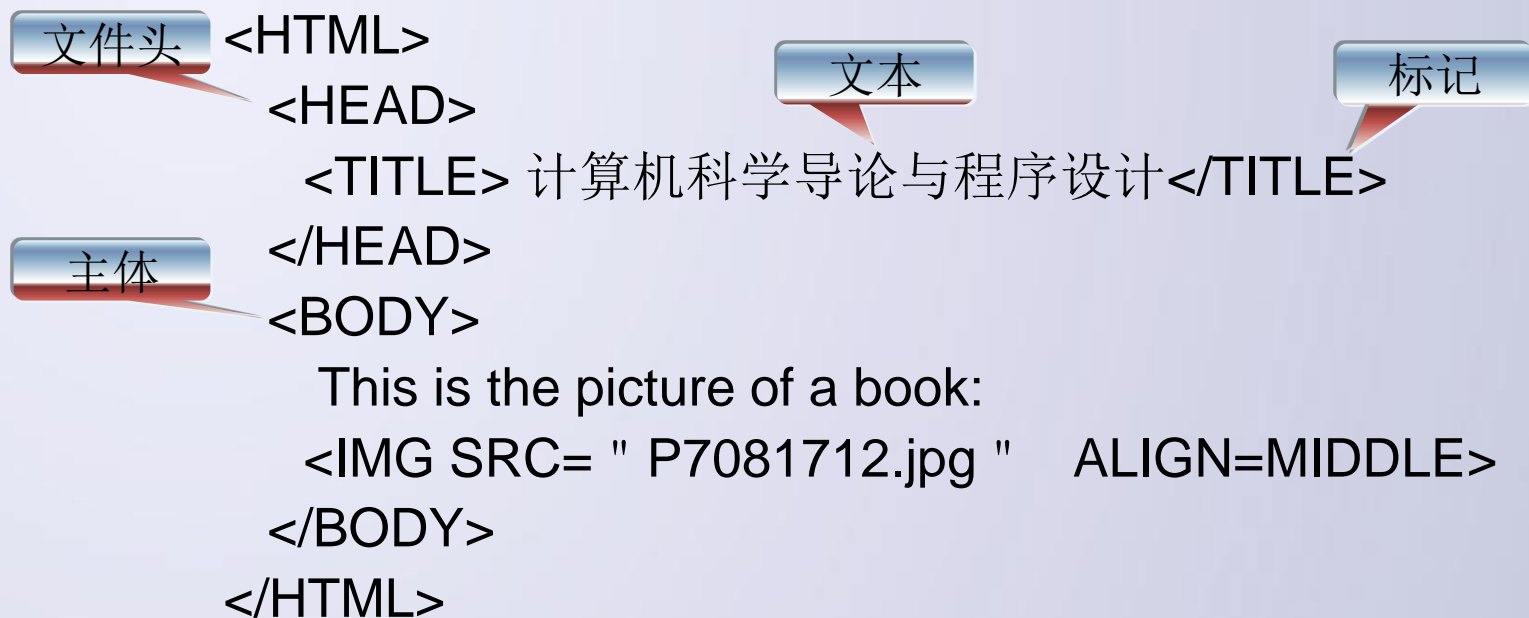 文件头 <HTML>
文本 标记
<HEAD>
<TITLE> 计算机科学导论与程序设计</TITLE>
</HEAD>
主体
<BODY>
This is the picture of a book:
<IMG SRC= " P7081712.jpg " ALIGN=MIDDLE>
</BODY>
</HTML>